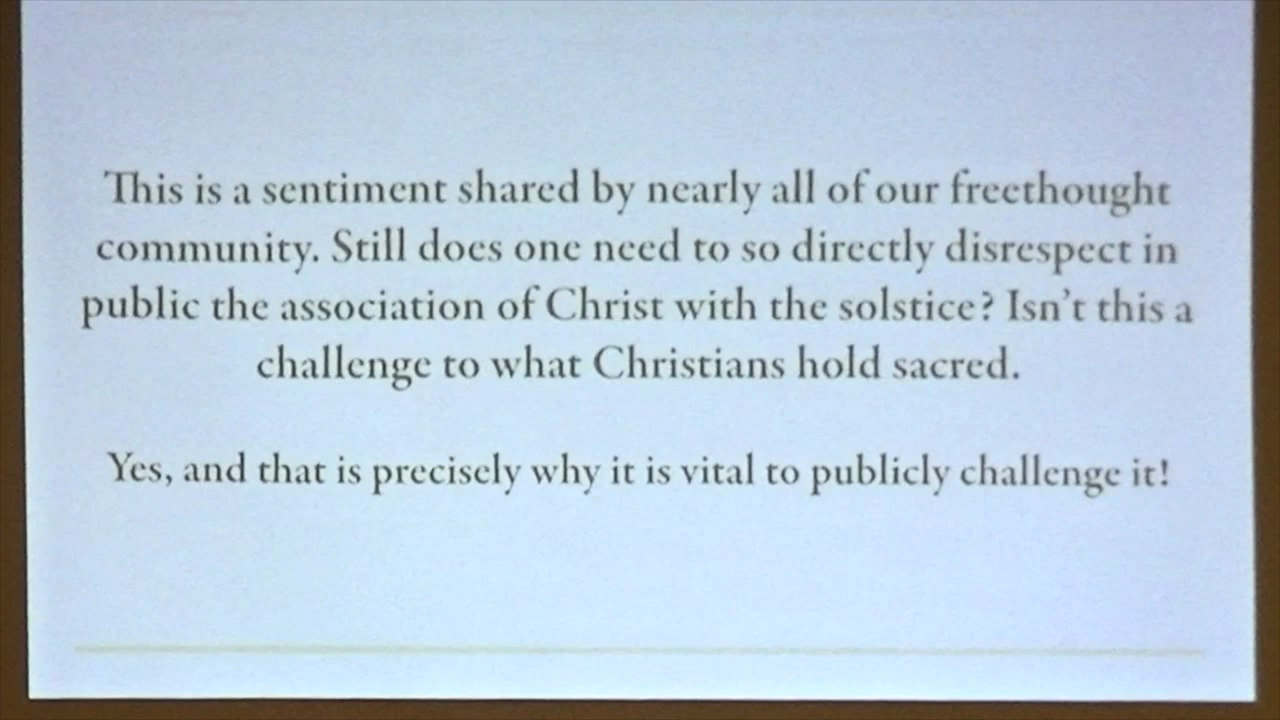 This is a sentiment shared by nearly all of our freethought
community. Still does one need to so directly disrespect in
public the association of Christ with the solstice? Isn't this a
challenge to what Christians hold sacred.
Yes, and that is precisely why it is vital to publicly challenge it!